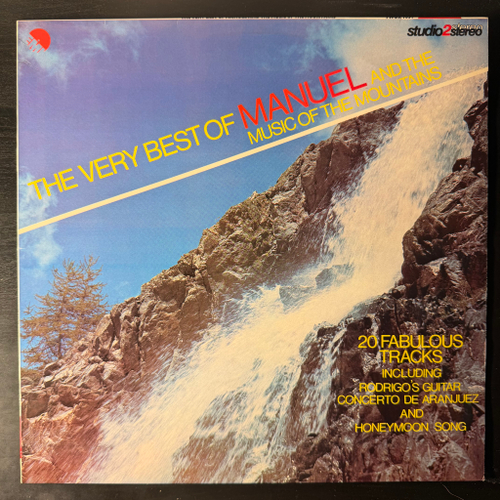 studio2stereo
THE VERY BEST OF MANUEL AND THE
MUSIC OF THE MOUNTAINS
20 FABULOUS
TRACKS
INCLUDING
RODRIGO'S GUITAR
CONCERTO DE ARANJUEZ
AND
HONEYMOON SONG